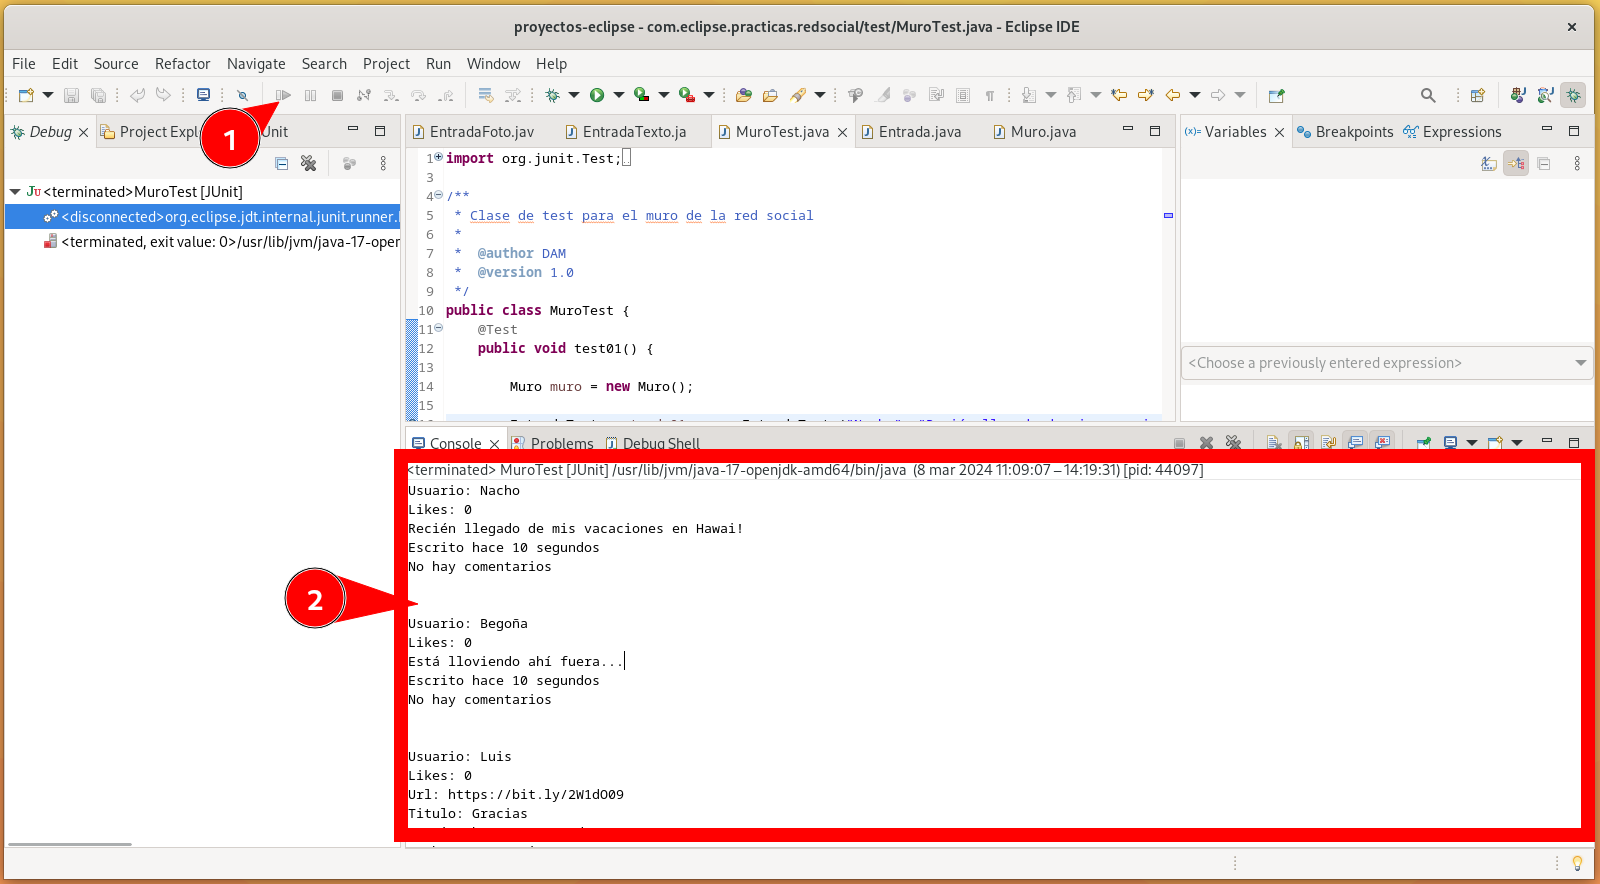 proyectos-eclipse - com.eclipse.practicas.redsocial/test/MuroTest.java - Eclipse IDE
File Edit Source Refactor Navigate Search Project Run Window Help
1
Debug Project Expl Unit
<terminated>MuroTest [JUnit]
<disconnected>org.eclipse.jdt.internal.junit.runner.
<terminated, exit value: 0>/usr/lib/jvm/java-17-oper
EntradaFoto.jav EntradaTexto.ja MuroTest.java Entrada.java Muro.java
1 import org.junit.Test;
3
4 /**
5 * Clase de test para el muro de la red social
6 *
7 * @author DAM
8 * @version 1.0
9 */
10 public class MuroTest {
11 @Test
12 public void test01() {
13
14 Muro muro = new Muro();
15
(x)= Variables Breakpoints Expressions
<Choose a previously entered expression>
Console Problems Debug Shell
<terminated> MuroTest [JUnit] /usr/lib/jvm/java-17-openjdk-amd64/bin/java (8 mar 2024 11:09:07 – 14:19:31) [pid: 44097]
Usuario: Nacho
Likes: 0
Recién llegado de mis vacaciones en Hawai!
Escrito hace 10 segundos
No hay comentarios
2
Usuario: Begoña
Likes: 0
Está lloviendo ahí fuera...
Escrito hace 10 segundos
No hay comentarios
Usuario: Luis
Likes: 0
Url: https://bit.ly/2W1dO09
Titulo: Gracias